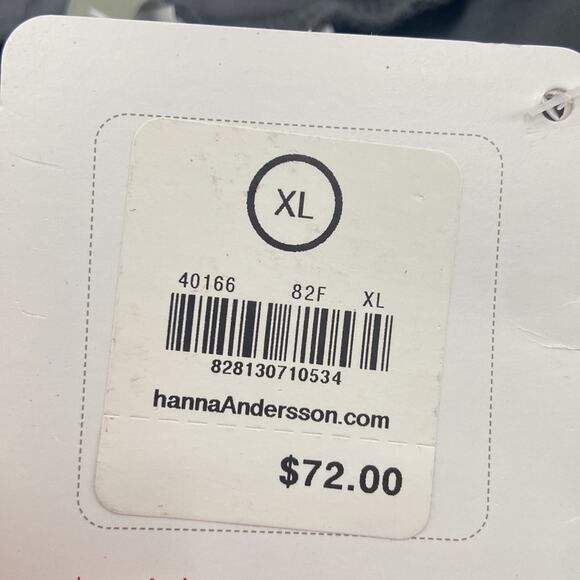 XL
40166 82F XL
828130710534
hannaAndersson.com
$72.00